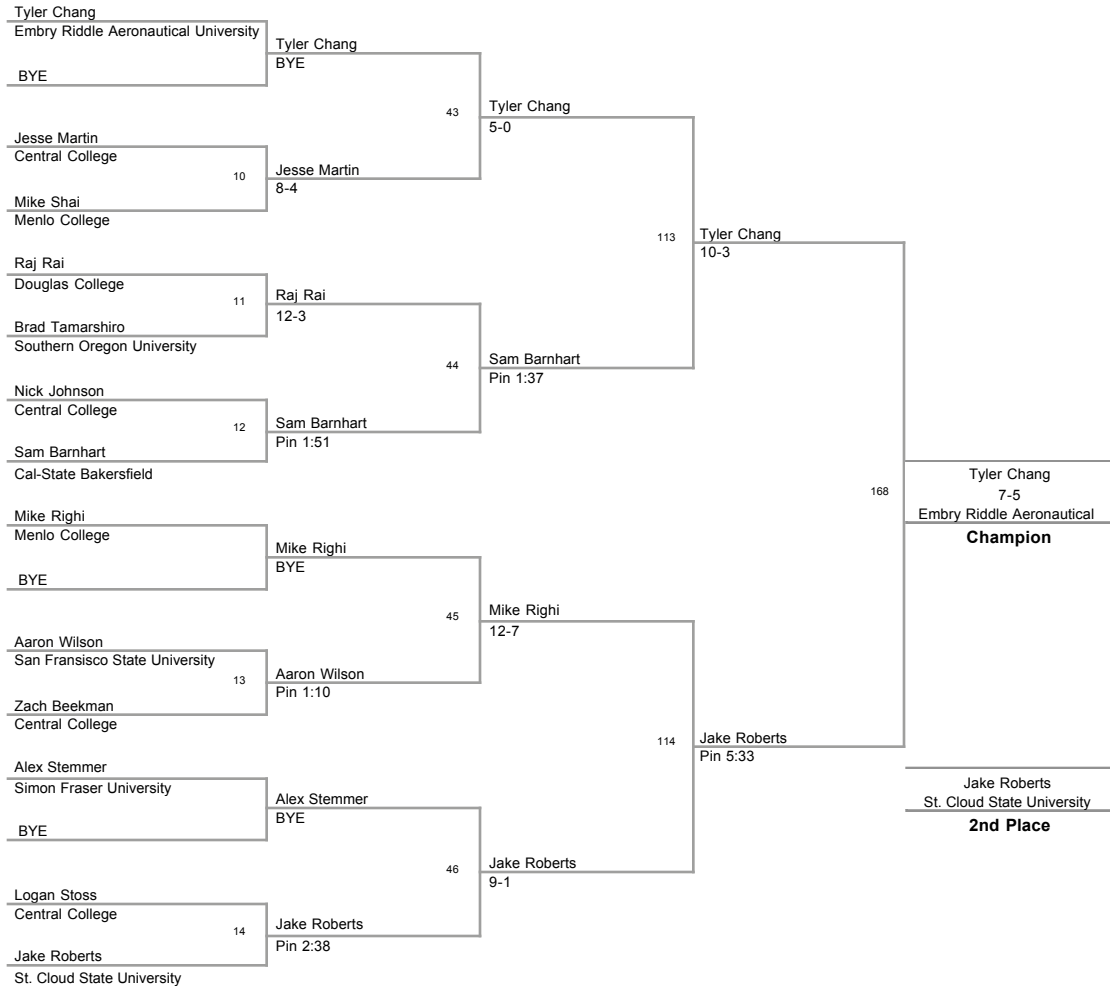 Tyler Chang
Embry Riddle Aeronautical University
BYE
Jesse Martin
Central College
10
Mike Shai
Menlo College
Raj Rai
Douglas College
11
Brad Tamarshiro
Southern Oregon University
Nick Johnson
Central College
12
Sam Barnhart
Cal-State Bakersfield
Mike Righi
Menlo College
BYE
Aaron Wilson
San Fransisco State University
13
Zach Beekman
Central College
Alex Stemmer
Simon Fraser University
BYE
Logan Stoss
Central College
14
Jake Roberts
St. Cloud State University
Tyler Chang
BYE
43
Jesse Martin
8-4
Raj Rai
12-3
44
Sam Barnhart
Pin 1:51
Mike Righi
BYE
45
Aaron Wilson
Pin 1:10
Alex Stemmer
BYE
46
Jake Roberts
Pin 2:38
Tyler Chang
5-0
113
Sam Barnhart
Pin 1:37
Mike Righi
12-7
114
Jake Roberts
9-1
Tyler Chang
10-3
168
Jake Roberts
Pin 5:33
Tyler Chang
7-5
Embry Riddle Aeronautical
Champion
Jake Roberts
St. Cloud State University
2nd Place